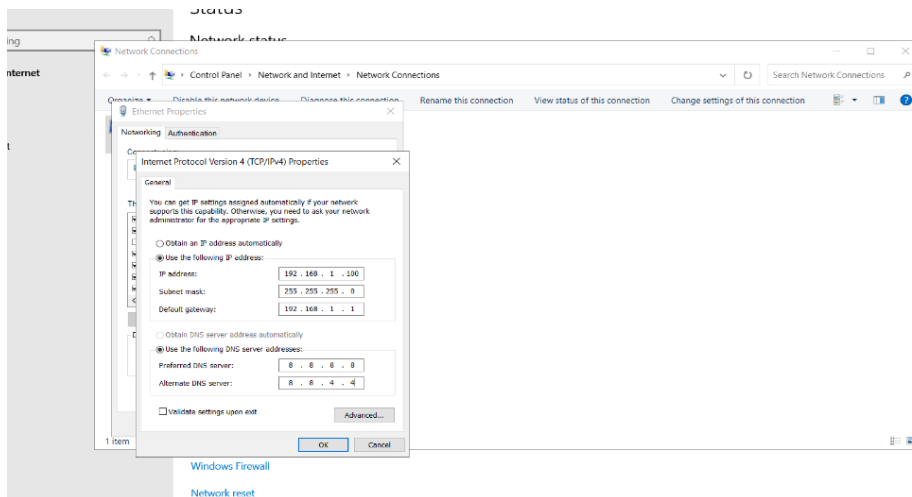 Status
ing
Network status
Network Connections
nternet
Control Panel
Network and Internet
Network Connections
Search Network Connections
Organize
Disable this network device
Diagnose this connection
Rename this connection
View status of this connection
Change settings of this connection
Ethernet Properties
Networking
Authentication
t
Co
Internet Protocol Version 4 (TCP/IPv4) Properties
General
Th
You can get IP settings assigned automatically if your network
supports this capability. Otherwise, you need to ask your network
administrator for the appropriate IP settings.
Obtain an IP address automatically
Use the following IP address:
IP address: 192 . 168 . 1 . 100
Subnet mask: 255 . 255 . 255 . 0
Default gateway: 192 . 168 . 1 . 1
Obtain DNS server address automatically
Use the following DNS server addresses:
Preferred DNS server: 8 . 8 . 8 . 8
Alternate DNS server: 8 . 8 . 4 . 4
Validate settings upon exit
Advanced...
1 item
OK
Cancel
Windows Firewall
Network reset